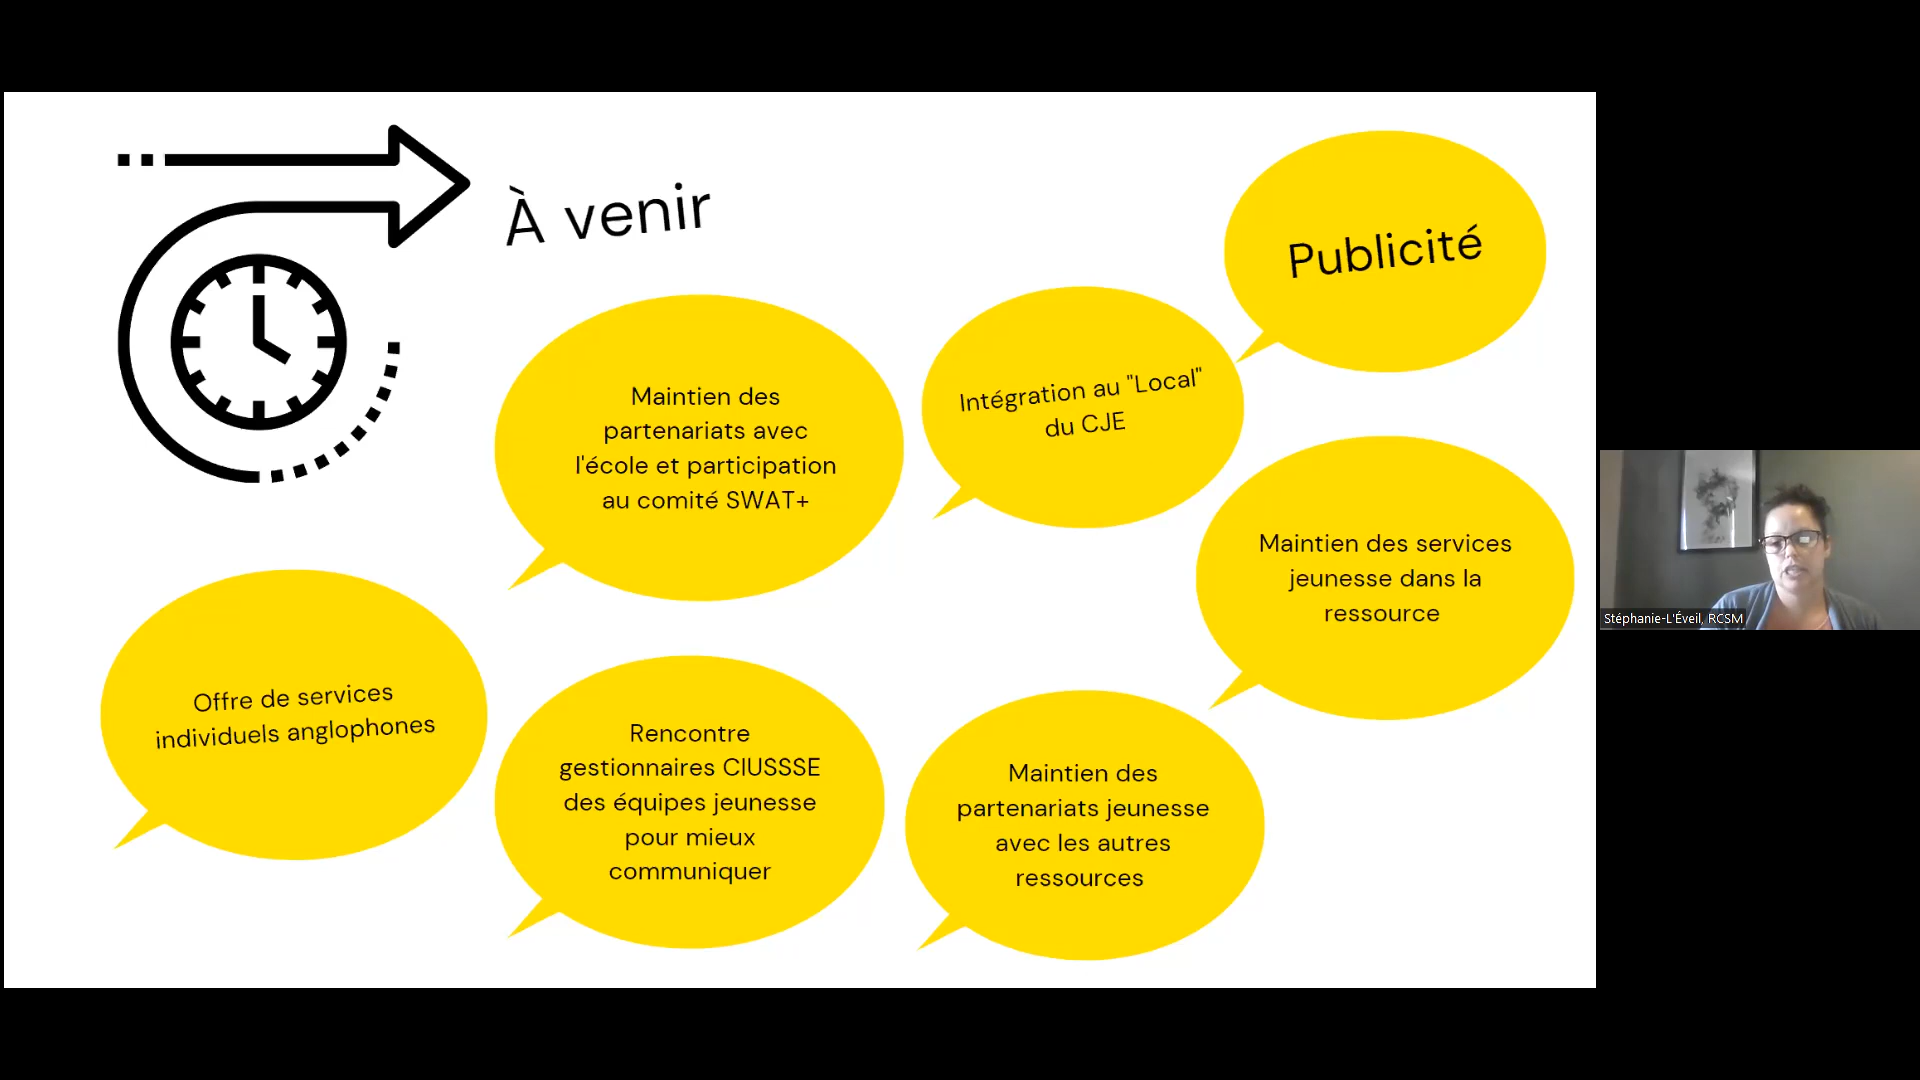 À venir
Publicité
Maintien des
partenariats avec
l'école et participation
au comité SWAT+
Intégration au "Local"
du CJE
Maintien des services
jeunesse dans la
ressource
Offre de services
individuels anglophones
Rencontre
gestionnaires CIUSSSE
des équipes jeunesse
pour mieux
communiquer
Maintien des
partenariats jeunesse
avec les autres
ressources
Stéphanie-L'Éveil, RCSM